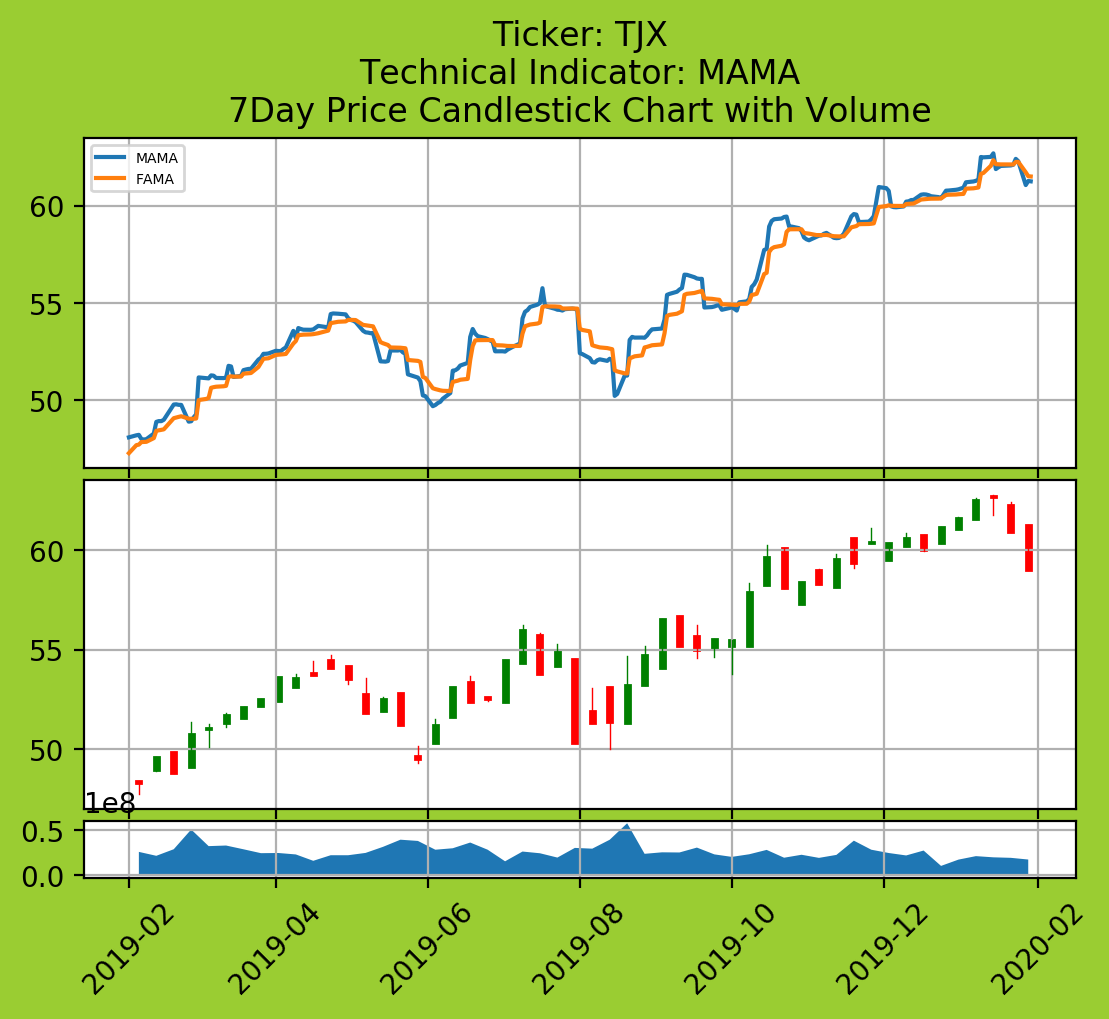 Ticker: TJX
Technical Indicator: MAMA
7Day Price Candlestick Chart with Volume
MAMA
FAMA
60
55
50
60
55
50
1e8
0.5
0.0
2019-02
2019-04
2019-06
2019-08
2019-10
2019-12
2020-02